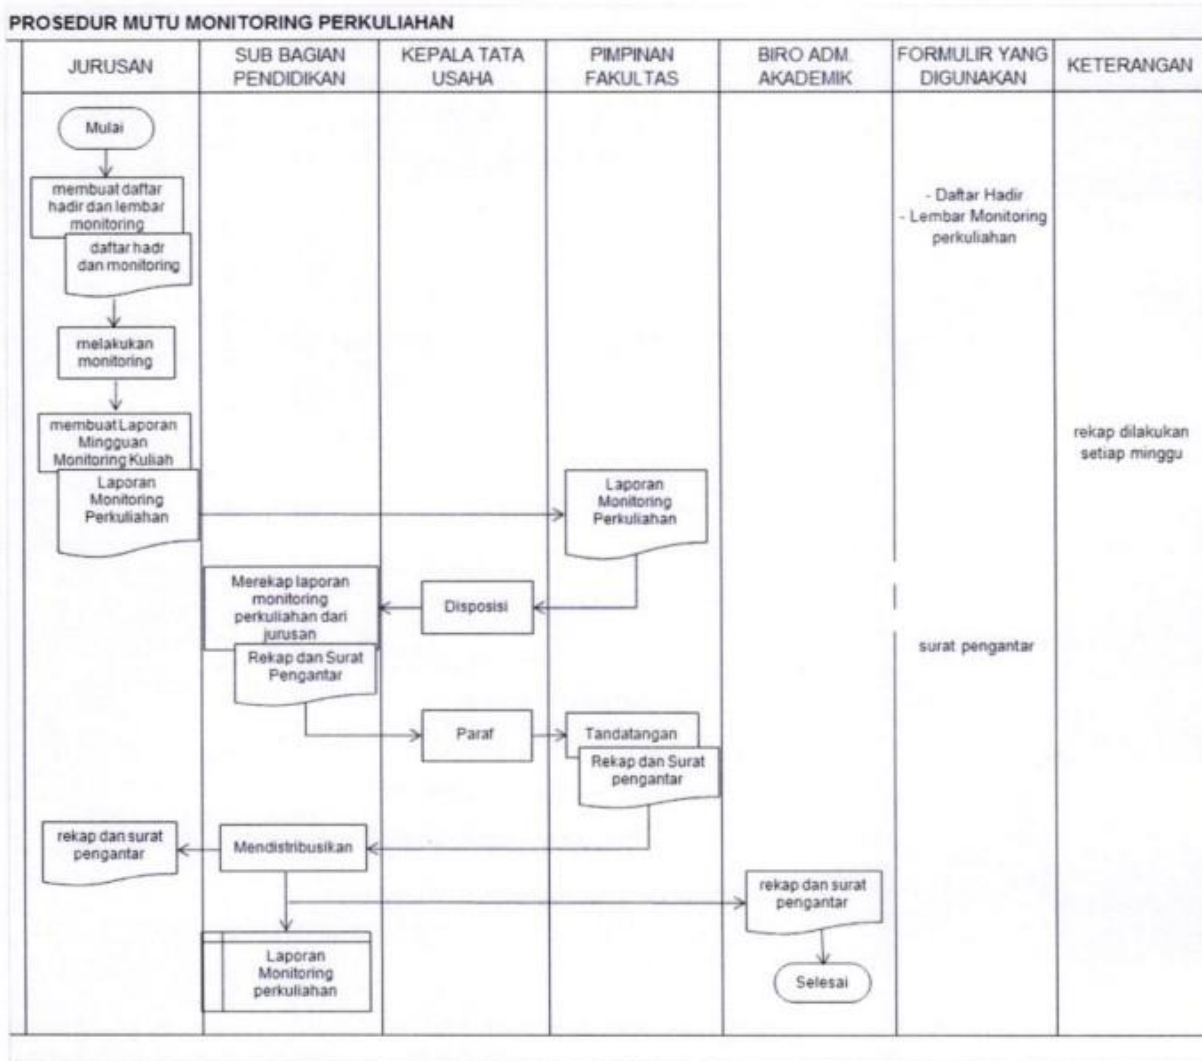 PROSEDUR MUTU MONITORING PERKULIAHAN
JURUSAN
SUB BAGIAN
PENDIDIKAN
KEPALA TATA
USAHA
PIMPINAN
FAKULTAS
BIRO ADM.
AKADEMIK
FORMULIR YANG
DIGUNAKAN
KETERANGAN
Mulai
membuat daftar
hadir dan lembar
monitoring
daftar hadr
dan monitoring
- Daftar Hadir
- Lembar Monitoring
perkuliahan
melakukan
monitoring
membuat Laporan
Mingguan
Monitoring Kuliah
rekap dilakukan
setiap minggu
Laporan
Monitoring
Perkuliahan
Laporan
Monitoring
Perkuliahan
Disposisi
Merekap laporan
monitoring
perkuliahan dari
jurusan
Rekap dan Surat
Pengantar
surat pengantar
Paraf
Tandatangan
Rekap dan Surat
pengantar
Mendistribusikan
rekap dan surat
pengantar
rekap dan surat
pengantar
Laporan
Monitoring
perkuliahan
Selesai